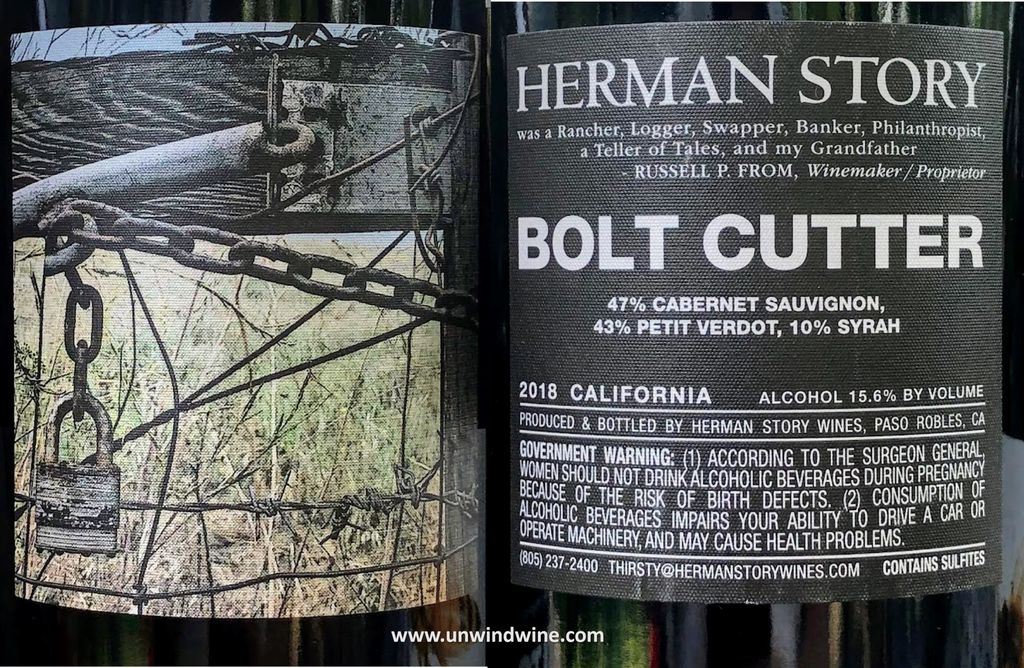 HERMAN STORY
was a Rancher, Logger, Swapper, Banker, Philanthropist,
a Teller of Tales, and my Grandfather
- RUSSELL P. FROM, Winemaker / Proprietor
BOLT CUTTER
47% CABERNET SAUVIGNON,
43% PETIT VERDOT, 10% SYRAH
2018 CALIFORNIA ALCOHOL 15.6% BY VOLUME
PRODUCED & BOTTLED BY HERMAN STORY WINES, PASO ROBLES, CA
GOVERNMENT WARNING: (1) ACCORDING TO THE SURGEON GENERAL,
WOMEN SHOULD NOT DRINK ALCOHOLIC BEVERAGES DURING PREGNANCY
BECAUSE OF THE RISK OF BIRTH DEFECTS. (2) CONSUMPTION OF
ALCOHOLIC BEVERAGES IMPAIRS YOUR ABILITY TO DRIVE A CAR OR
OPERATE MACHINERY, AND MAY CAUSE HEALTH PROBLEMS.
(805) 237-2400 THIRSTY@HERMANSTORYWINES.COM CONTAINS SULFITES
www.unwindwine.com